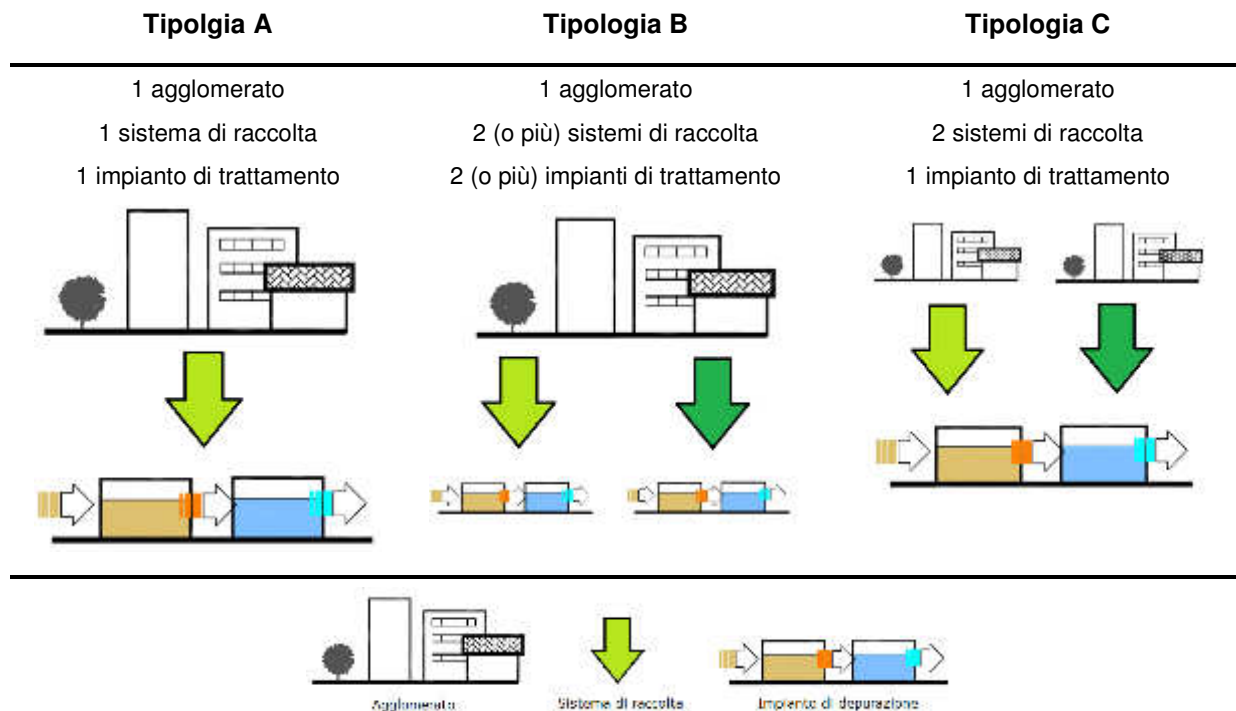 Tipolgia A
Tipologia B
Tipologia C
1 agglomerato
1 agglomerato
1 agglomerato
1 sistema di raccolta
2 (o più) sistemi di raccolta
2 sistemi di raccolta
1 impianto di trattamento
2 (o più) impianti di trattamento
1 impianto di trattamento
Agglomerato
Sistema di raccolta
Impianto di depurazione